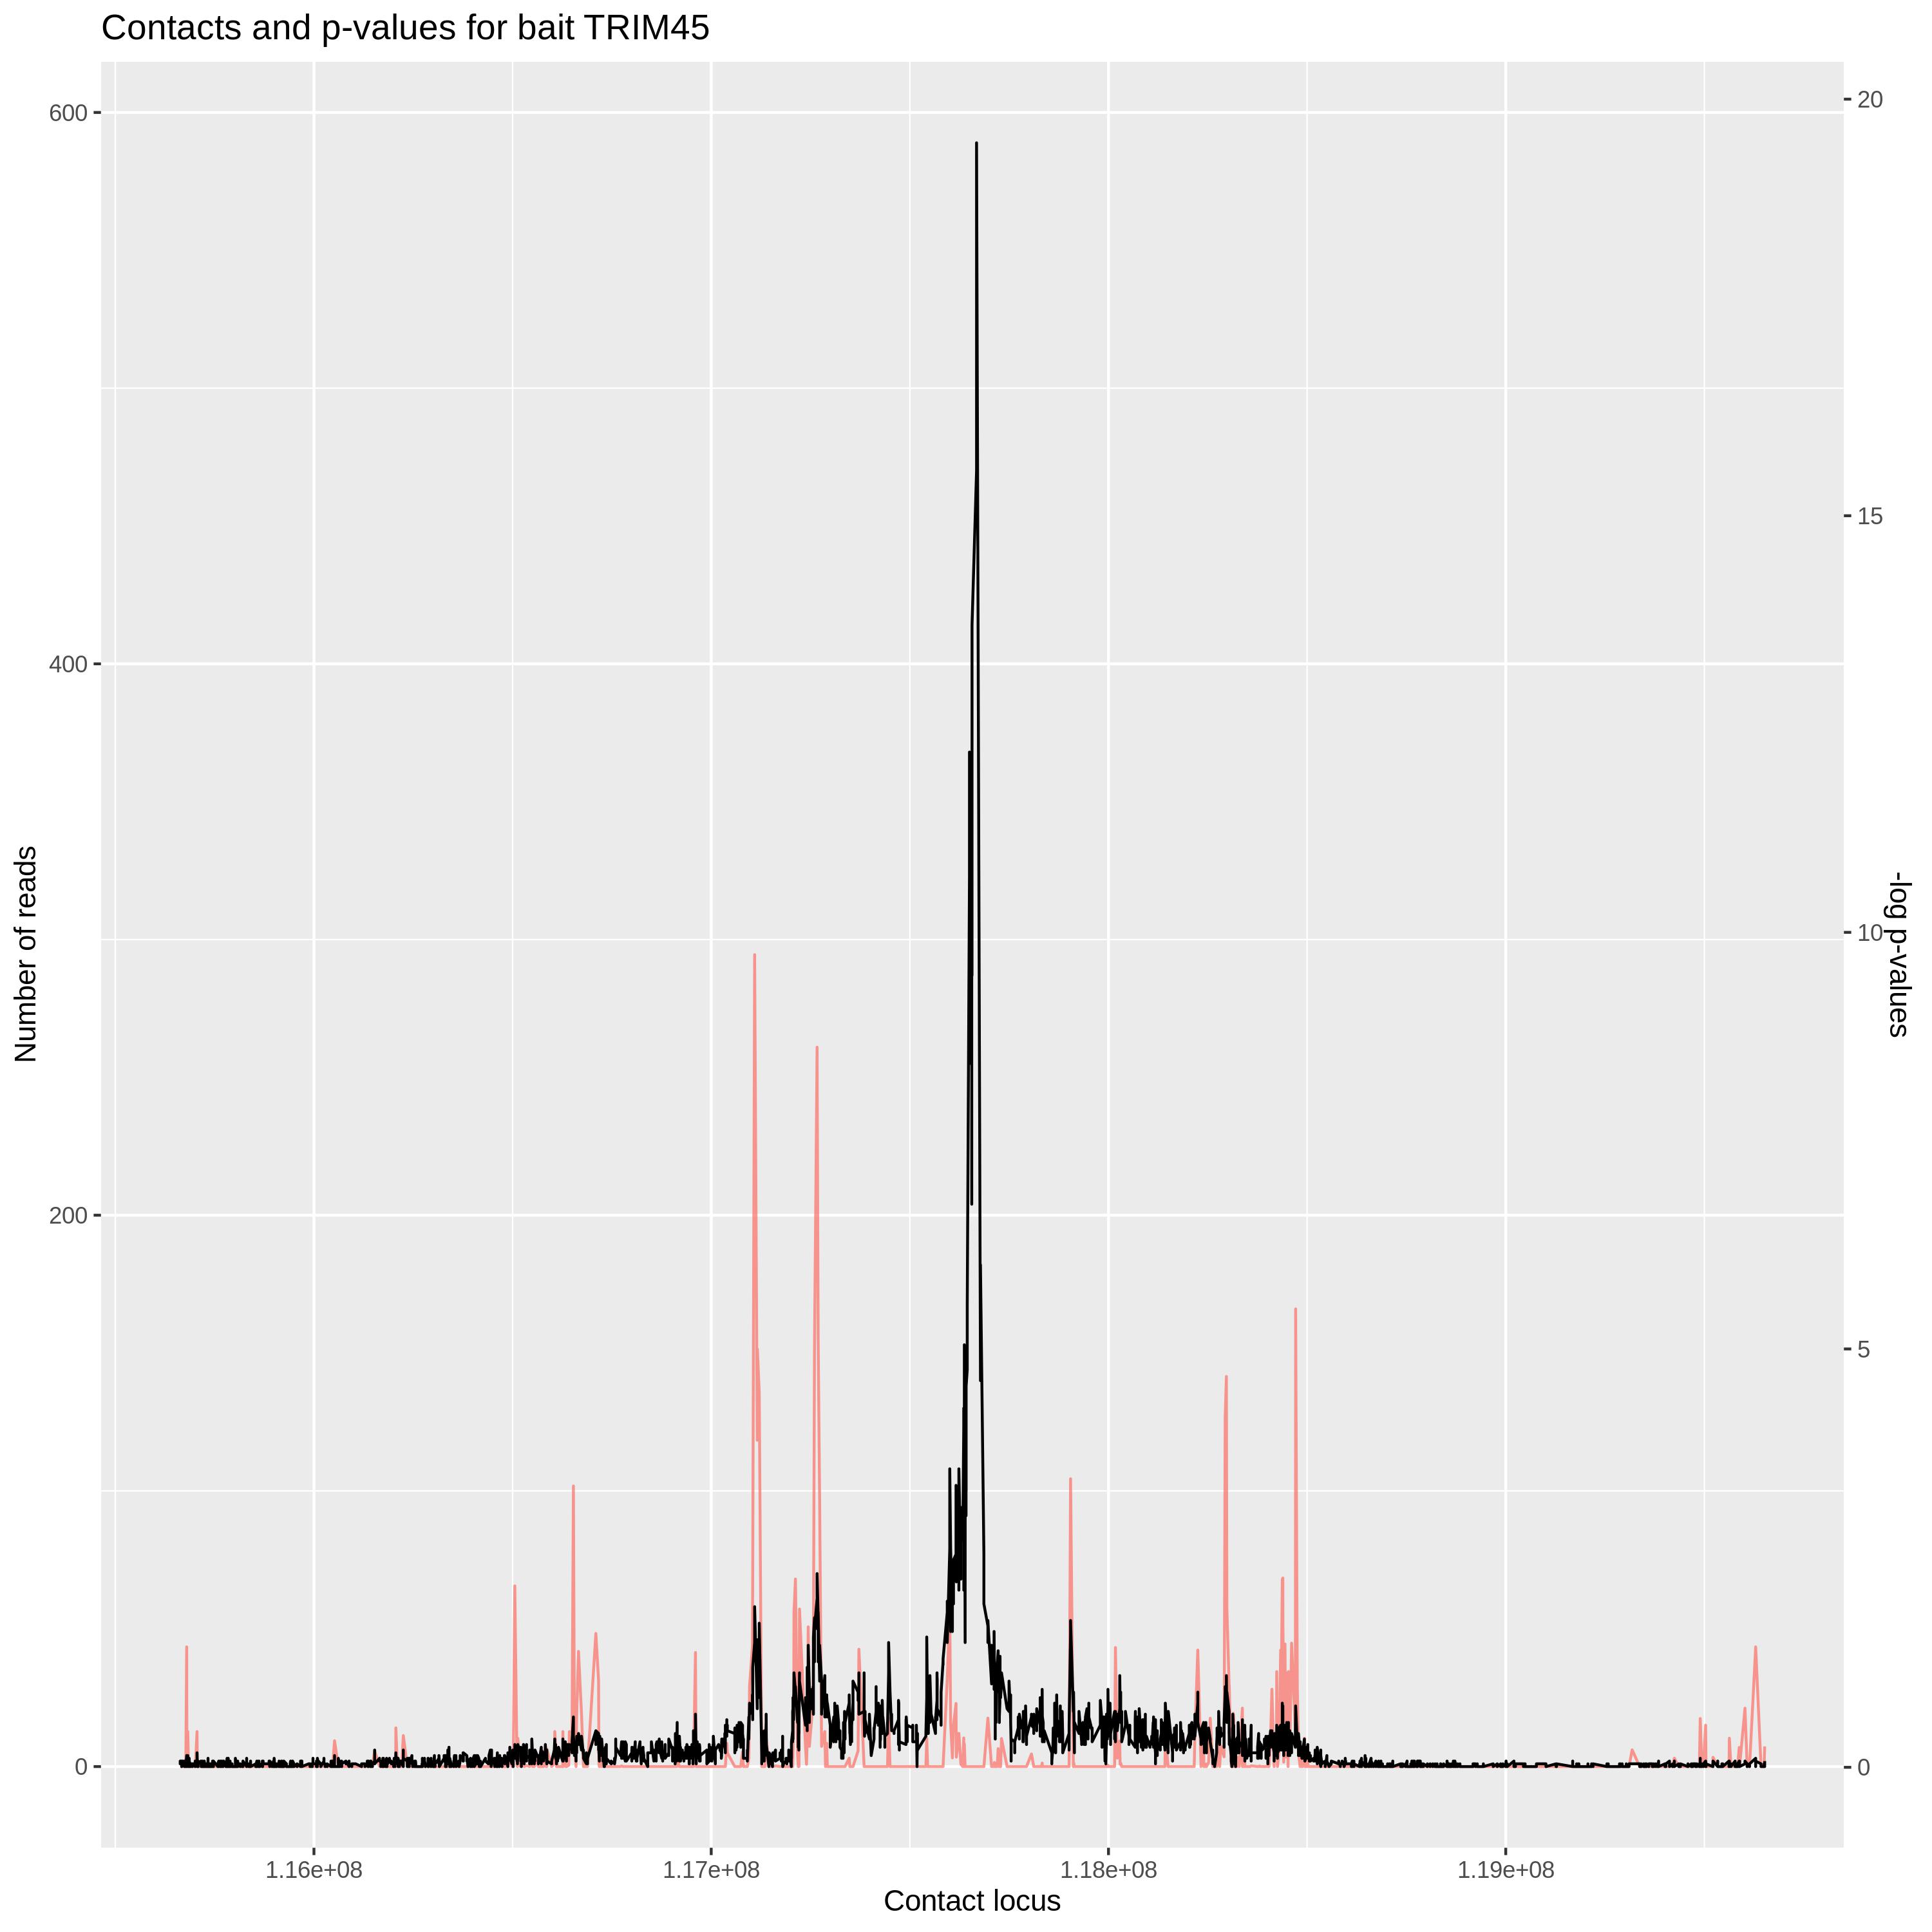 Contacts and p-values for bait TRIM45
600
400
200
0
20
15
10
5
0
Number of reads
-log p-values
1.16e+08
1.17e+08
1.18e+08
1.19e+08
Contact locus